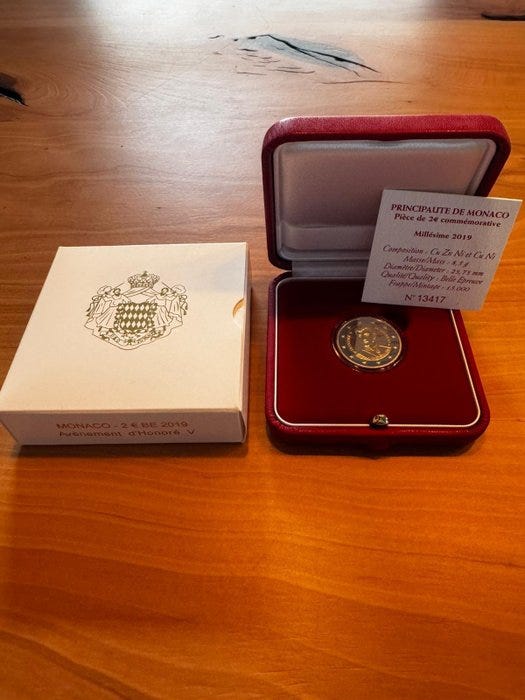 PRINCIPAUTE DE MONACO
Pièce de 2€ commémorative
Millésime 2019
Composition : Cu Zn Ni et Cu Ni
Masse/Mass : 8,5 g
Diamètre/Diameter : 25,75 mm
Qualité/Quality : Belle Epreuve
Frappe/Mintage : 15.000
N° 13417
MONACO - 2 € BE 2019
Avènement d'Honoré V